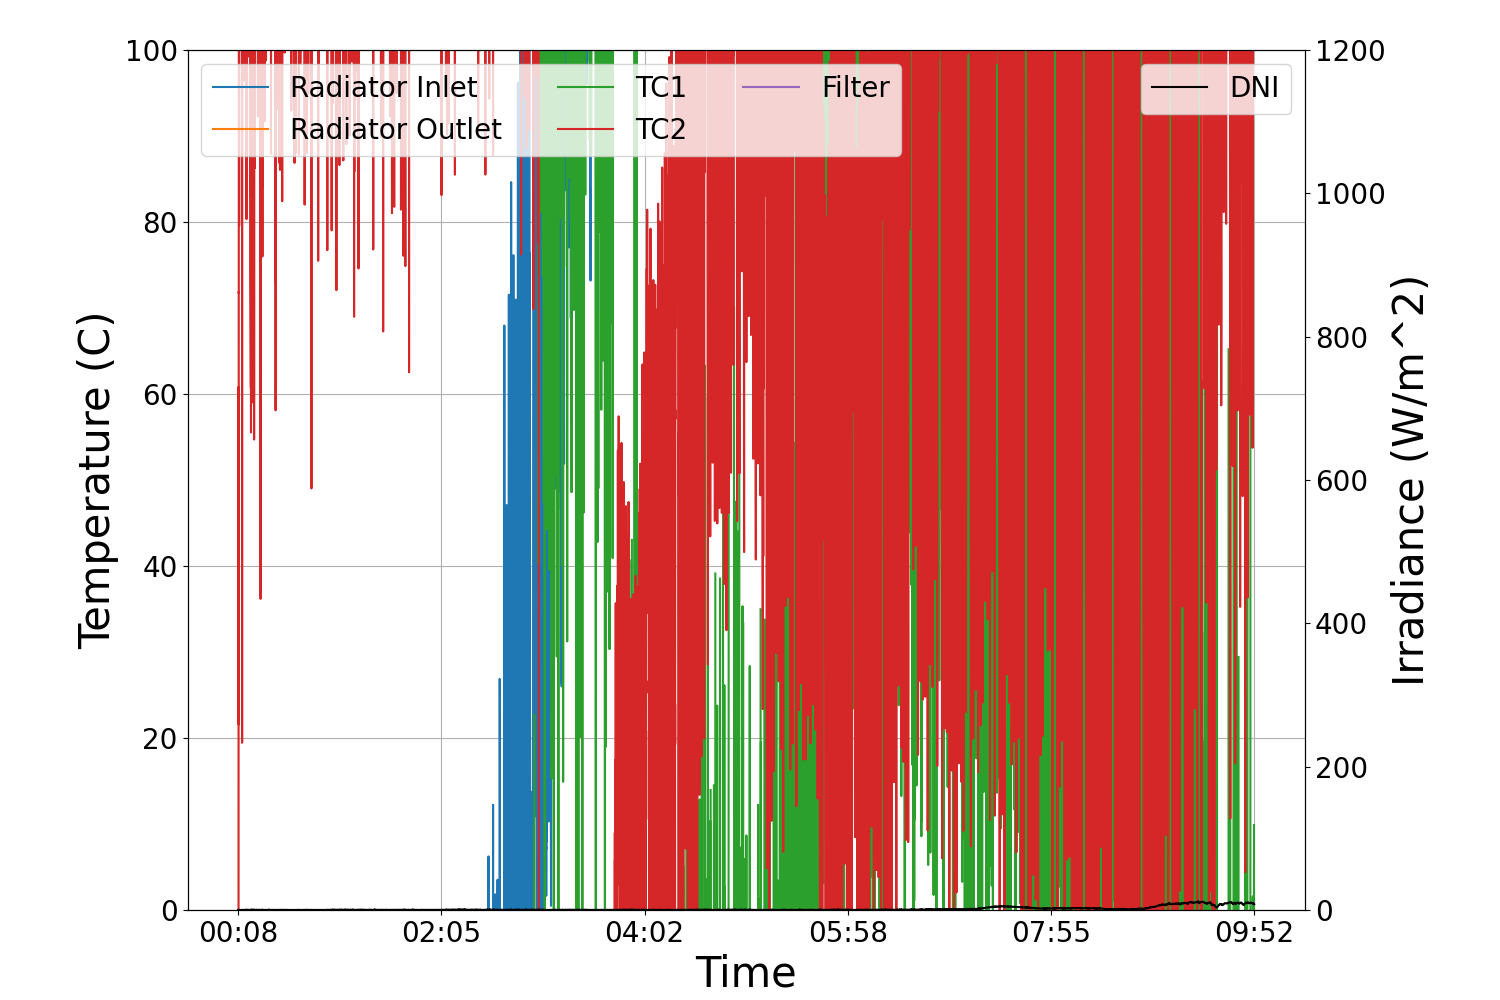 100
80
60
40
20
0
Temperature (C)
Radiator Inlet
Radiator Outlet
TC1
TC2
Filter
DNI
1200
1000
800
600
400
200
0
Irradiance (W/m^2)
00:08 02:05 04:02 05:58 07:55 09:52
Time